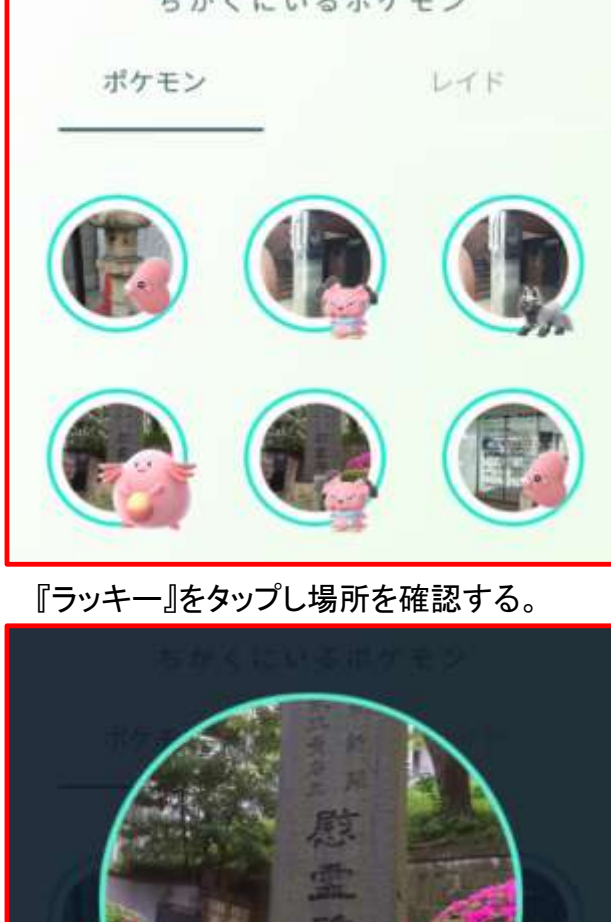 ちかくにいるポケモン
ポケモン
レイド
『ラッキー』をタップし場所を確認する。
ちかくにいるポケモン
慰霊